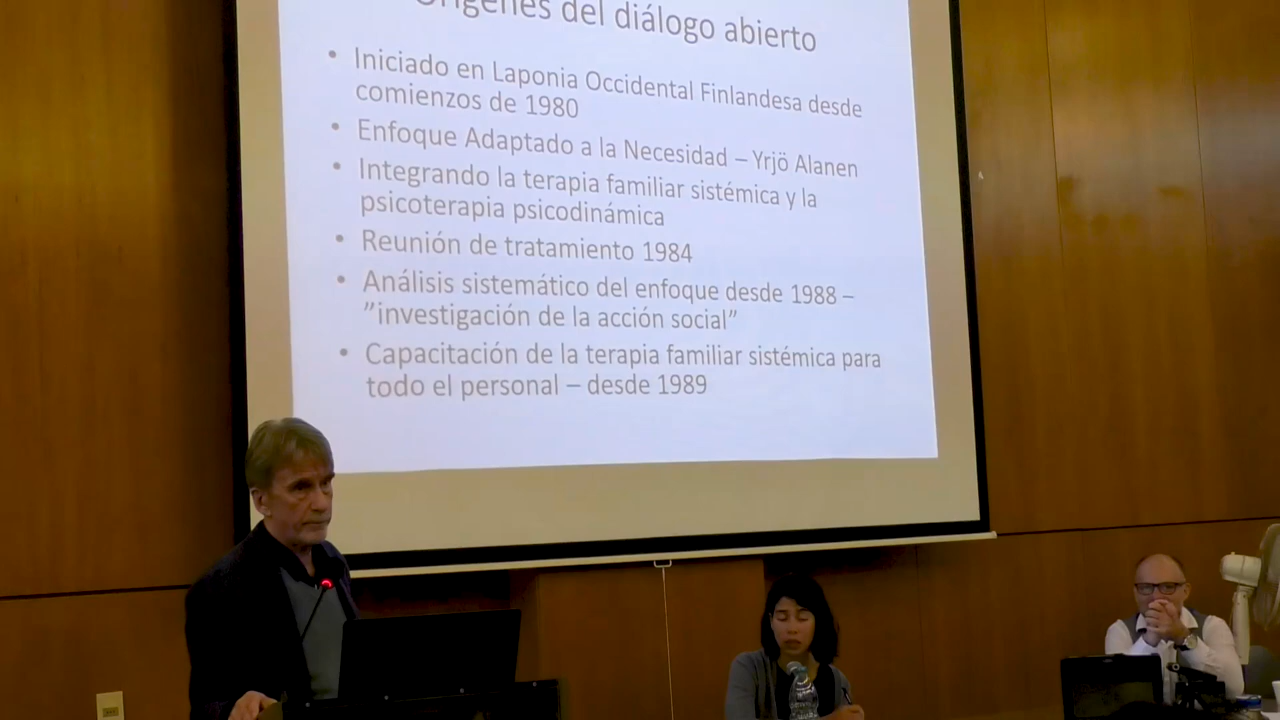 Orígenes del diálogo abierto
• Iniciado en Laponia Occidental Finlandesa desde
comienzos de 1980
• Enfoque Adaptado a la Necesidad – Yrjö Alanen
• Integrando la terapia familiar sistémica y la
psicoterapia psicodinámica
• Reunión de tratamiento 1984
• Análisis sistemático del enfoque desde 1988 –
”investigación de la acción social”
• Capacitación de la terapia familiar sistémica para
todo el personal – desde 1989